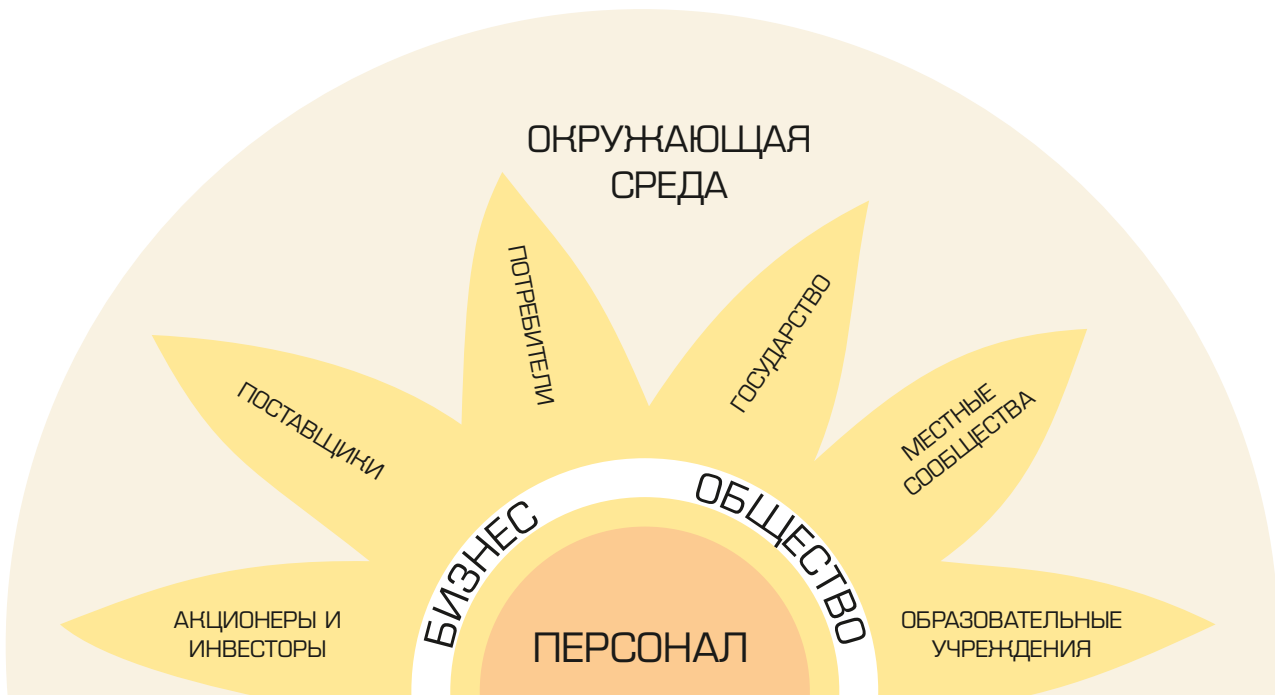 ОКРУЖАЮЩАЯ
СРЕДА
ПОТРЕБИТЕЛИ
ГОСУДАРСТВО
ПОСТАВЩИКИ
МЕСТНЫЕ
СООБЩЕСТВА
БИЗНЕС
ОБЩЕСТВО
АКЦИОНЕРЫ И
ИНВЕСТОРЫ
ПЕРСОНАЛ
ОБРАЗОВАТЕЛЬНЫЕ
УЧРЕЖДЕНИЯ